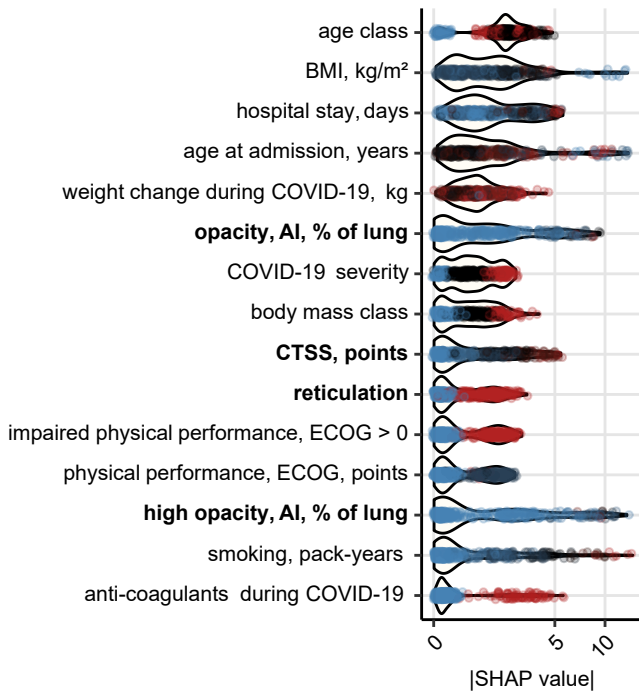 age class
BMI, kg/m²
hospital stay, days
age at admission, years
weight change during COVID-19, kg
opacity, AI, % of lung
COVID-19 severity
body mass class
CTSS, points
reticulation
impaired physical performance, ECOG > 0
physical performance, ECOG, points
high opacity, AI, % of lung
smoking, pack-years
anti-coagulants during COVID-19
0 5 10
|SHAP value|